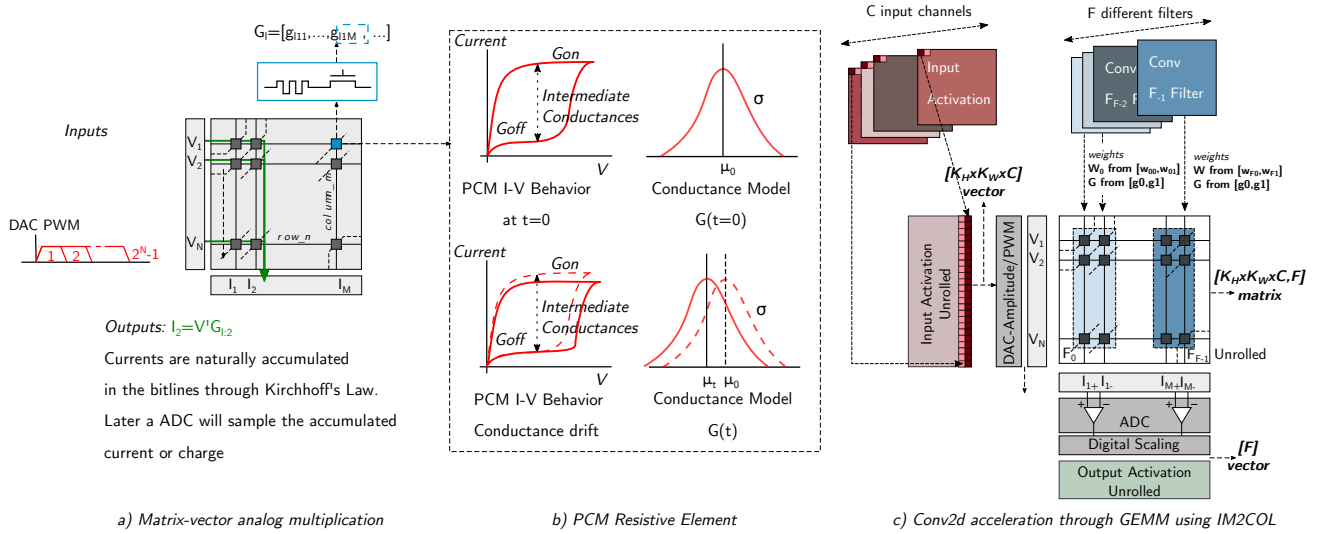 G_l=[g_l11,...,g_l1M, ...]
Inputs
V_1
V_2
V_N
column_m
row_n
DAC PWM
1 2 2^N-1
I_1 I_2 I_M
Outputs: I_2=V'G_l:2
Currents are naturally accumulated
in the bitlines through Kirchhoff's Law.
Later a ADC will sample the accumulated
current or charge
a) Matrix-vector analog multiplication
Current
Gon
Intermediate
Conductances
Goff
V
PCM I-V Behavior
at t=0
σ
μ_0
Conductance Model
G(t=0)
Current
Gon
Intermediate
Conductances
Goff
V
PCM I-V Behavior
Conductance drift
σ
μ_t μ_0
Conductance Model
G(t)
b) PCM Resistive Element
C input channels
Input
Activation
F different filters
Conv
F_F-2 F
Conv
F_-1 Filter
weights
W_0 from [w_00,w_01]
G from [g0,g1]
weights
W from [w_F0,w_F1]
G from [g0,g1]
[K_HxK_WxC]
vector
Input Activation
Unrolled
DAC-Amplitude/PWM
V_1
V_2
V_N
F_0
F_F-1 Unrolled
[K_HxK_WxC,F]
matrix
I_1+ I_1- I_M+ I_M-
+ − + −
ADC
Digital Scaling
[F]
vector
Output Activation
Unrolled
c) Conv2d acceleration through GEMM using IM2COL